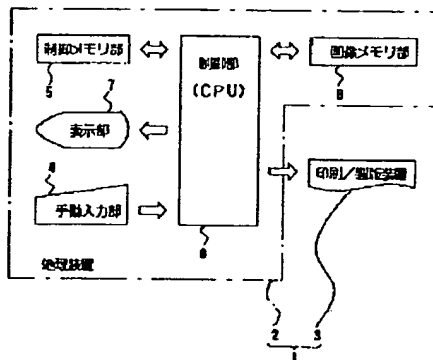 制御メモリ部
制御部
(CPU)
画像メモリ部
5
7
8
表示部
4
印刷/製版装置
手動入力部
6
処理装置
2
3
1